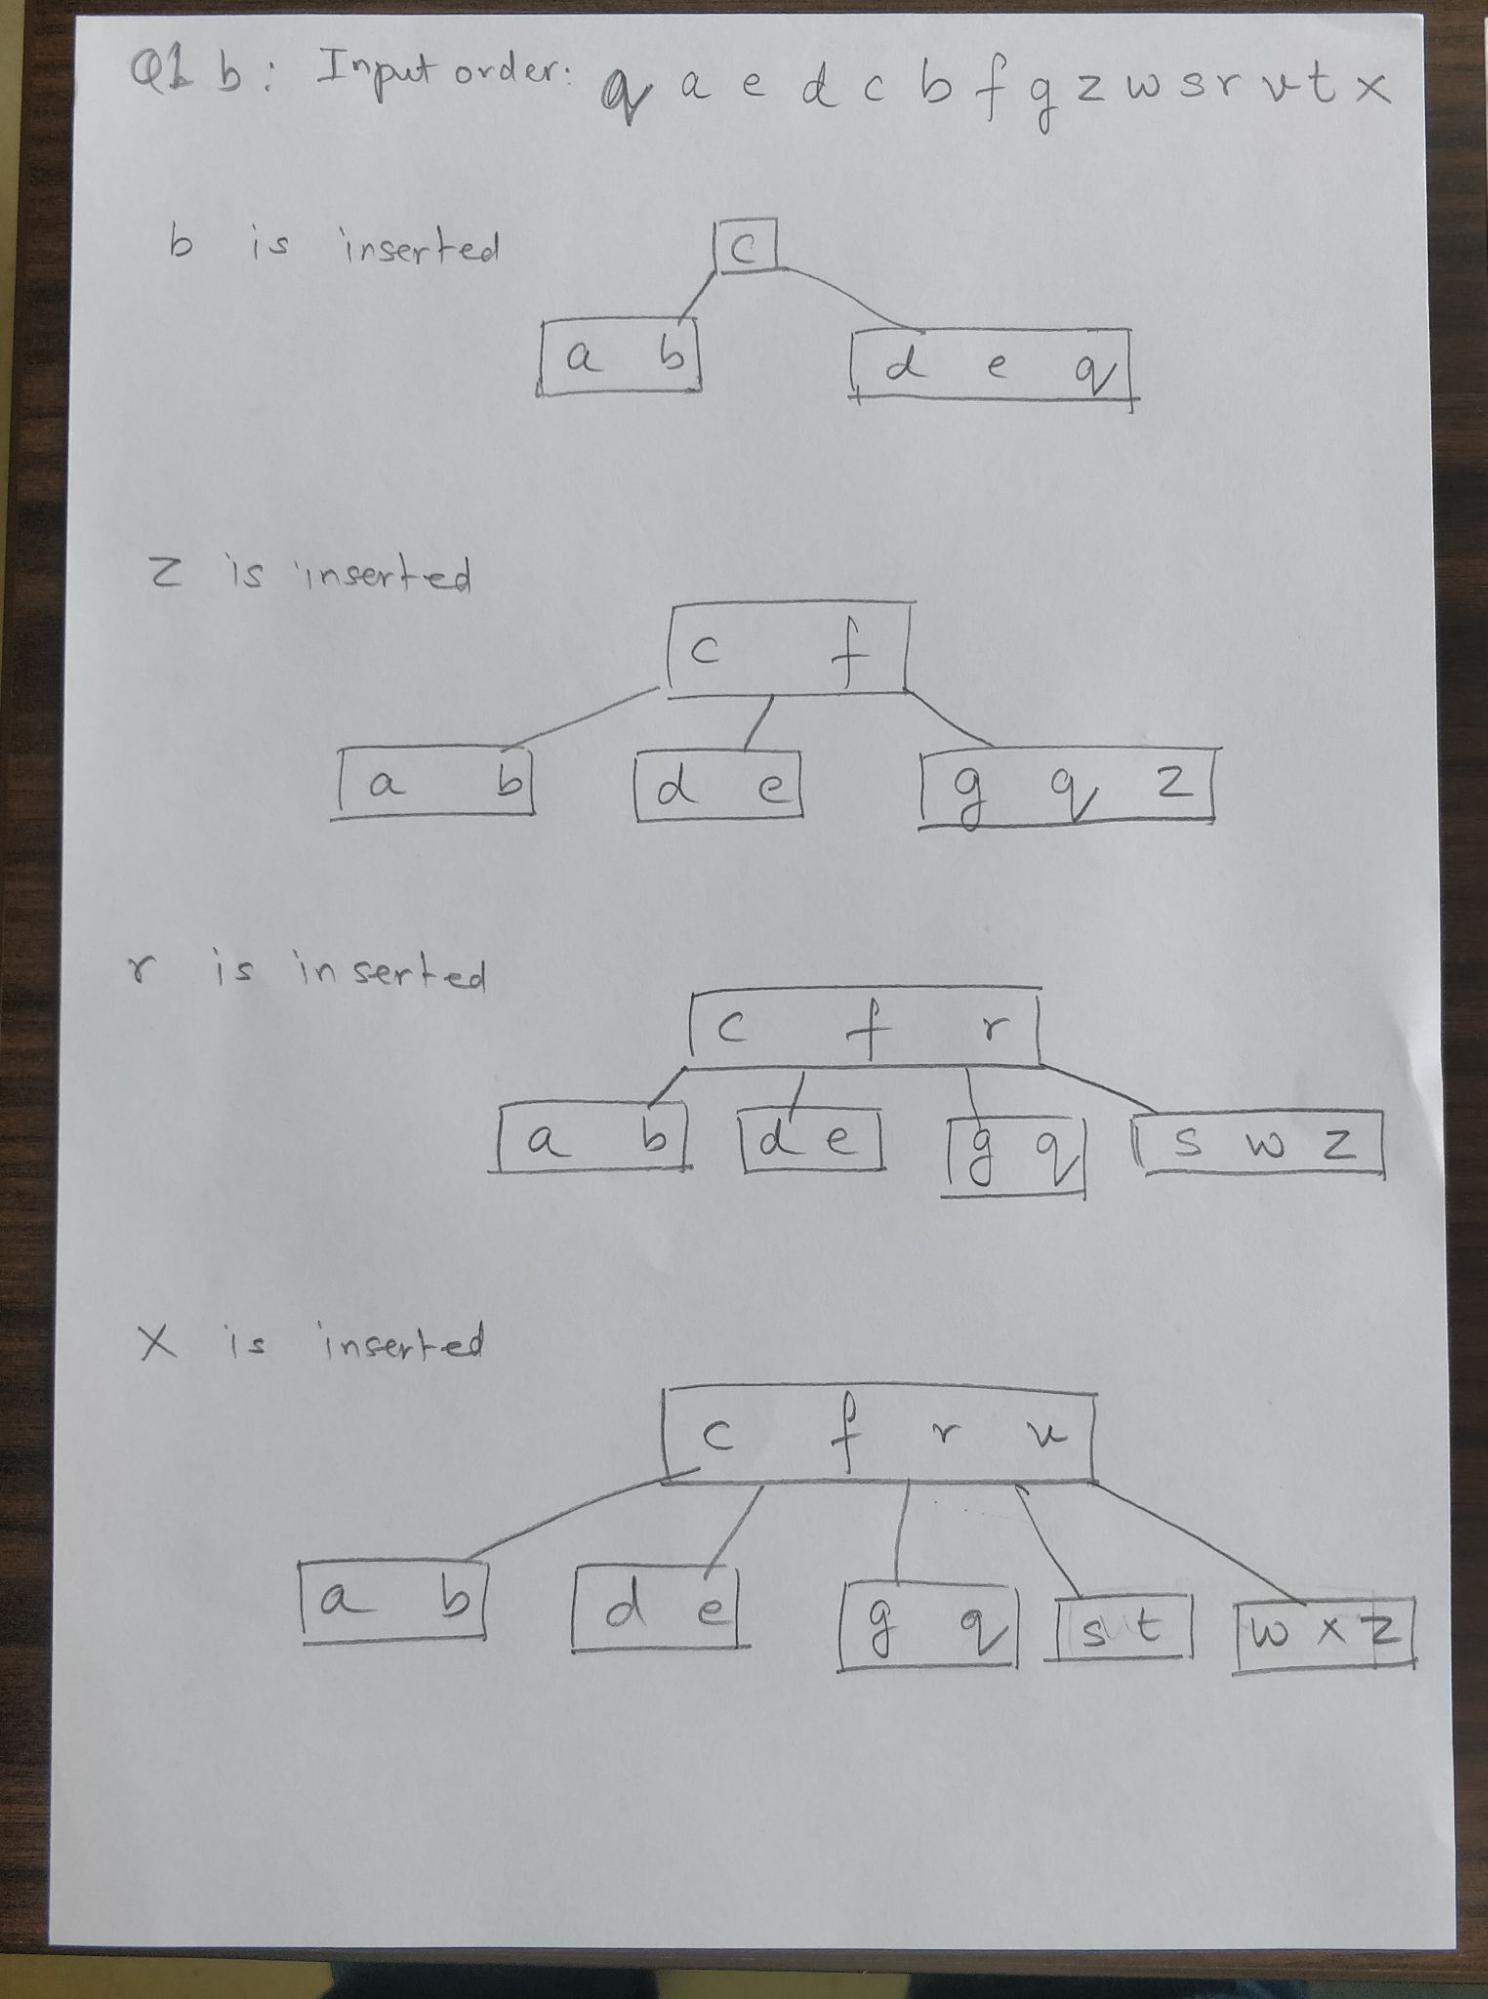 Q1 b: Input order: q a e d c b f g z w s r v t x
b is inserted
c
a b d e q
z is inserted
c f
a b d e g q z
r is inserted
c f r
a b d e g q s w z
x is inserted
c f r v
a b d e g q s t w x z